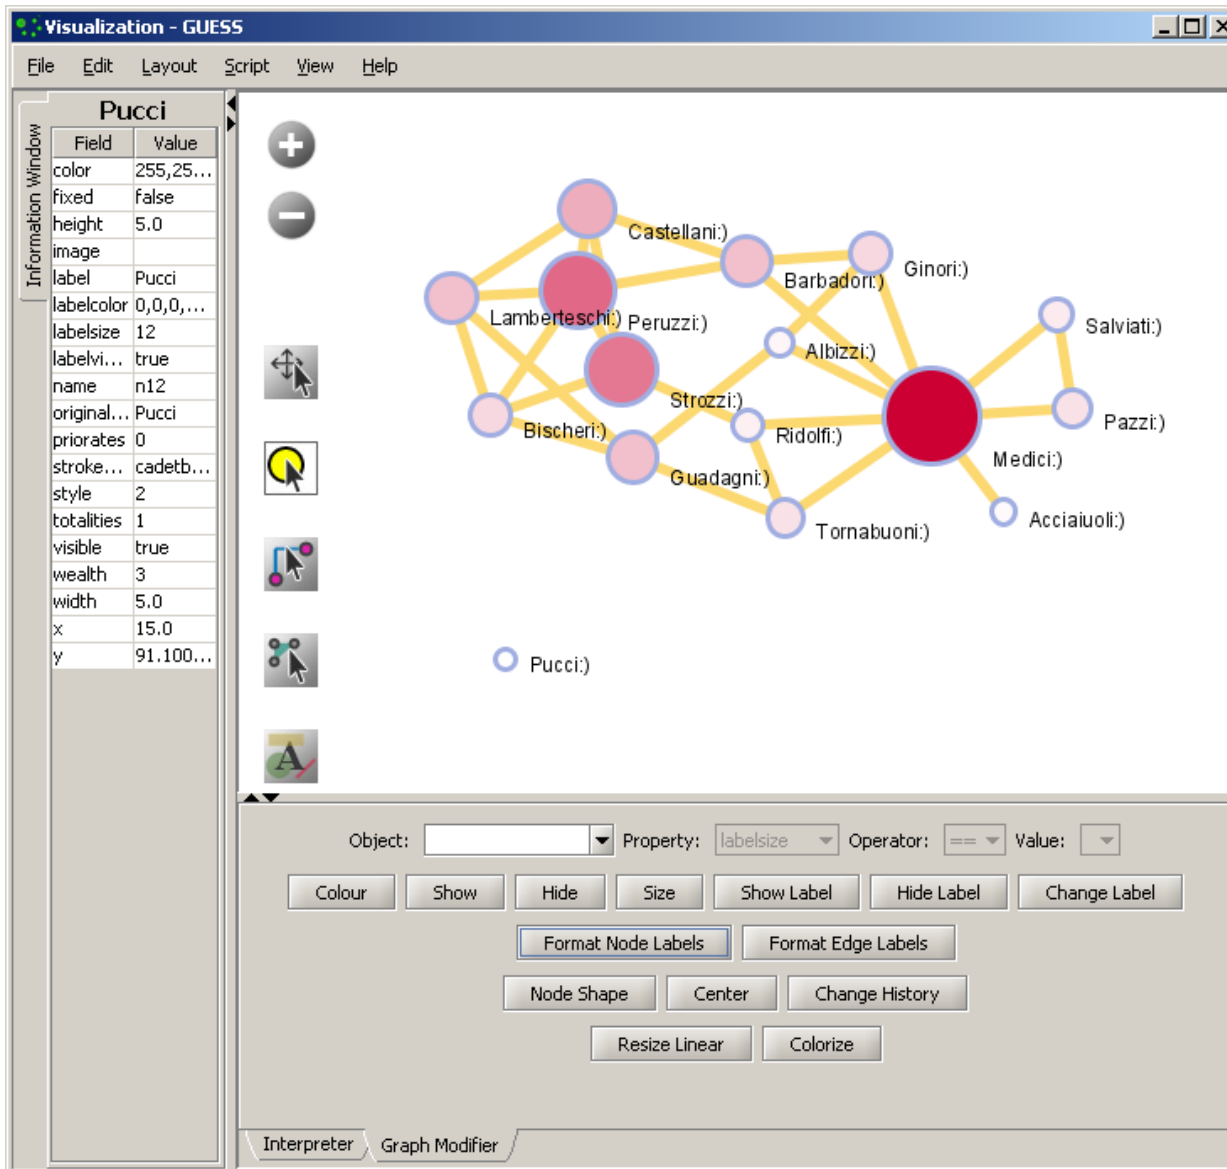 Visualization - GUESS
File Edit Layout Script View Help
Information Window
Pucci
Field Value
color 255,25...
fixed false
height 5.0
image
label Pucci
labelcolor 0,0,0,...
labelsize 12
labelvi... true
name n12
original... Pucci
priorates 0
stroke... cadetb...
style 2
totalities 1
visible true
wealth 3
width 5.0
x 15.0
y 91.100...
Castellani:)
Barbadori:)
Ginori:)
Lamberteschi:)
Peruzzi:)
Salviati:)
Albizzi:)
Strozzi:)
Bischeri:)
Ridolfi:)
Pazzi:)
Medici:)
Guadagni:)
Tornabuoni:)
Acciaiuoli:)
Pucci:)
A
Object: Property: labelsize Operator: == Value:
Colour Show Hide Size Show Label Hide Label Change Label
Format Node Labels Format Edge Labels
Node Shape Center Change History
Resize Linear Colorize
Interpreter Graph Modifier